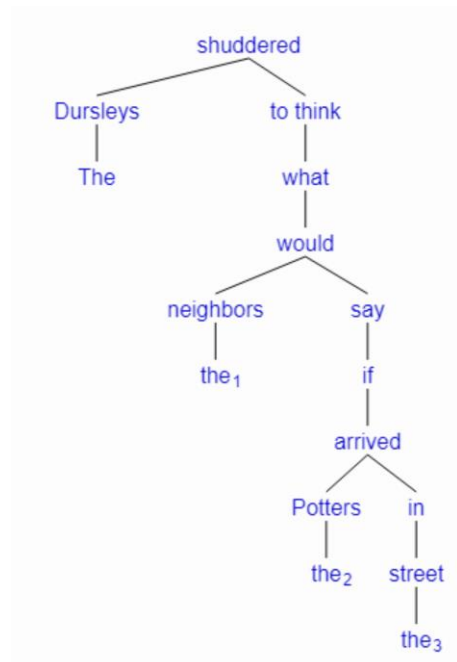 shuddered
Dursleys to think
The what
would
neighbors say
the₁ if
arrived
Potters in
the₂ street
the₃